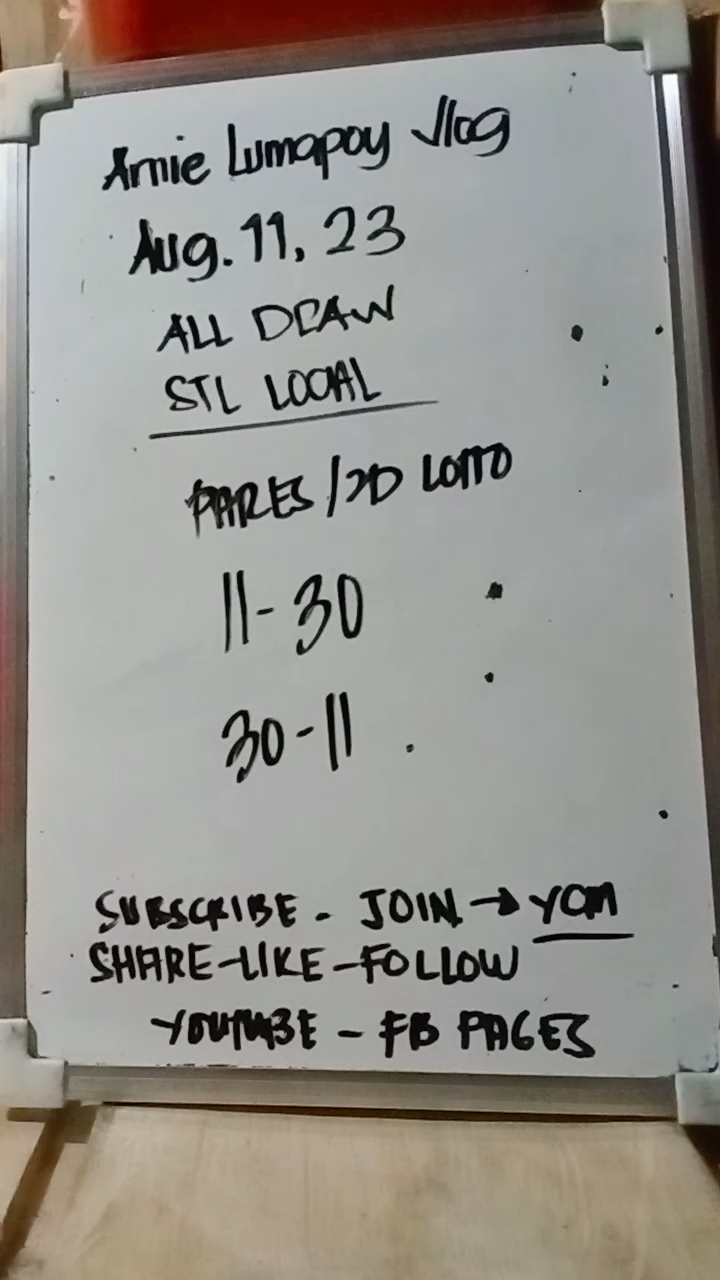 Arnie Lumapoy Vlog
Aug. 11, 23
ALL DRAW
STL LOCAL
PARES/2D LOTTO
11-30
30-11
SUBSCRIBE - JOIN → YCM
SHARE-LIKE-FOLLOW
YOUTUBE - FB PAGES